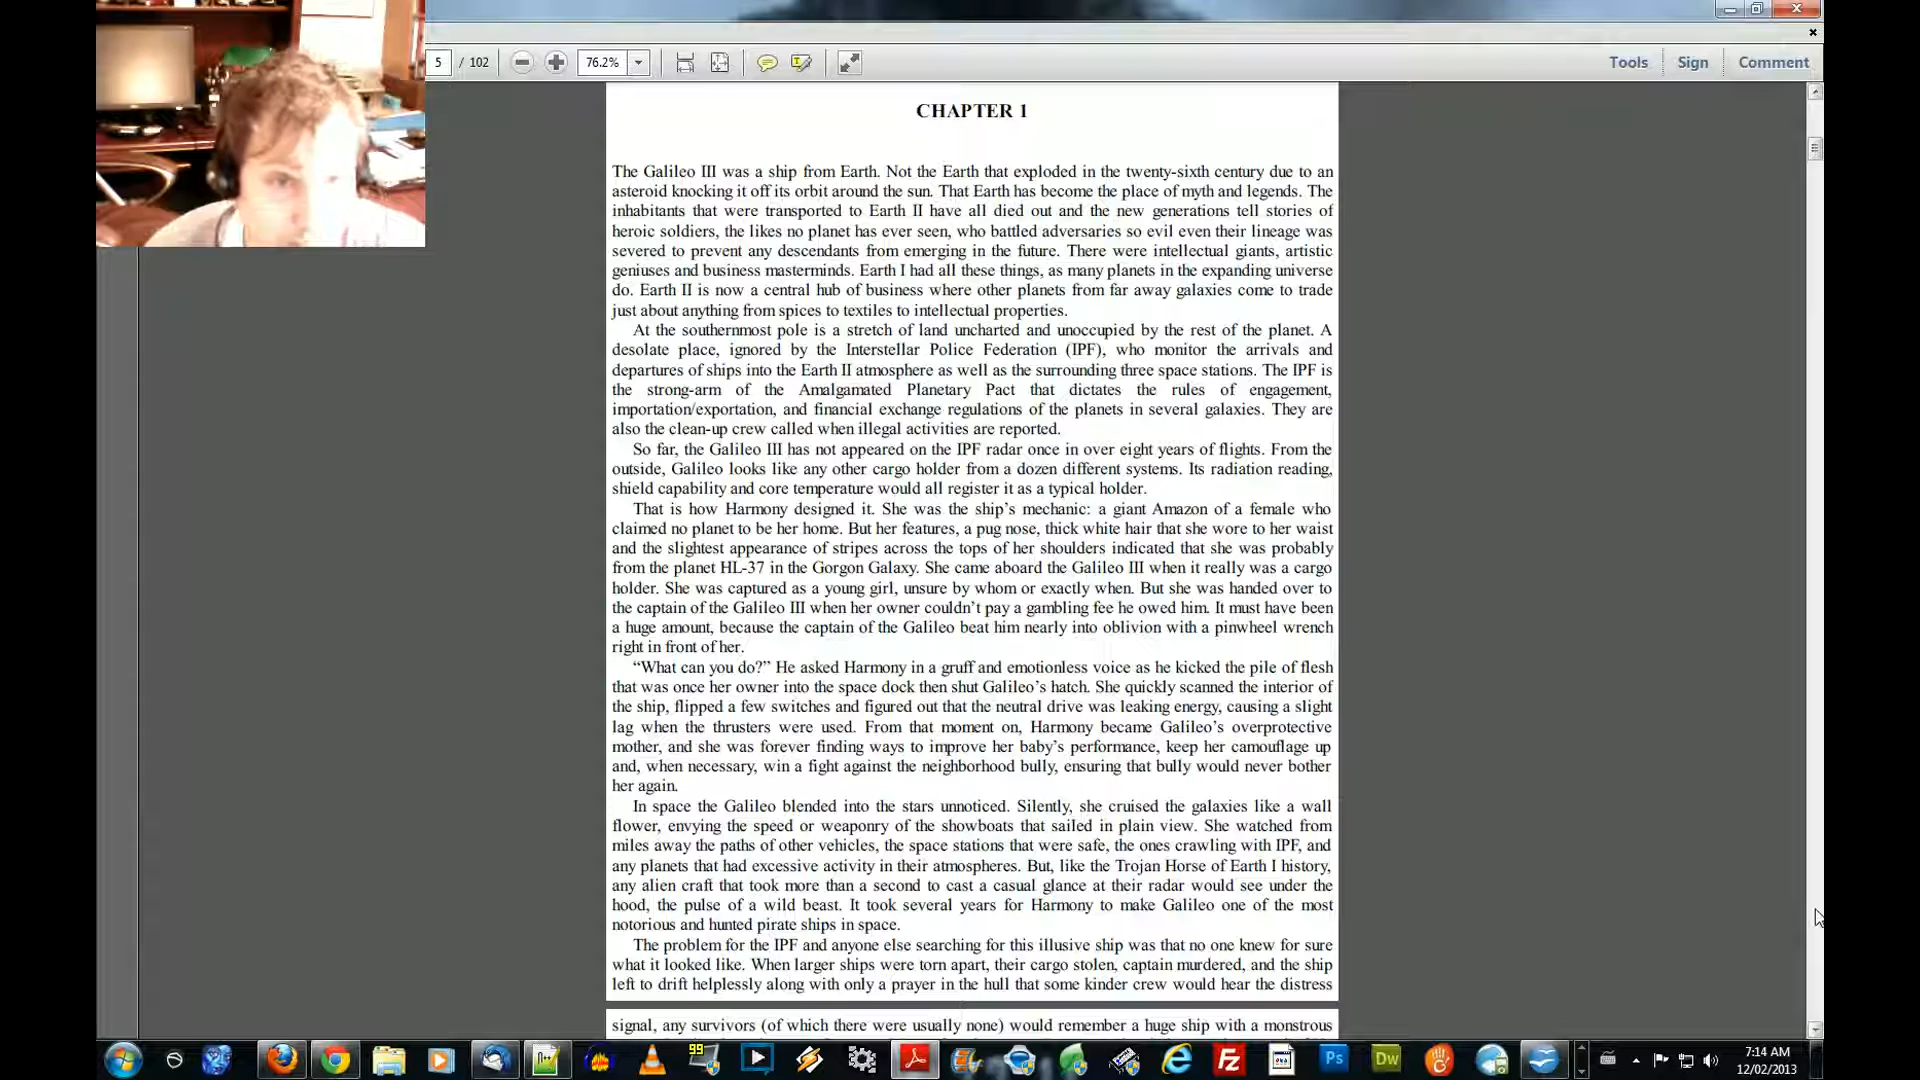 5 / 102 76.2% Tools Sign Comment
CHAPTER 1
The Galileo III was a ship from Earth. Not the Earth that exploded in the twenty-sixth century due to an
asteroid knocking it off its orbit around the sun. That Earth has become the place of myth and legends. The
inhabitants that were transported to Earth II have all died out and the new generations tell stories of
heroic soldiers, the likes no planet has ever seen, who battled adversaries so evil even their lineage was
severed to prevent any descendants from emerging in the future. There were intellectual giants, artistic
geniuses and business masterminds. Earth I had all these things, as many planets in the expanding universe
do. Earth II is now a central hub of business where other planets from far away galaxies come to trade
just about anything from spices to textiles to intellectual properties.
At the southernmost pole is a stretch of land uncharted and unoccupied by the rest of the planet. A
desolate place, ignored by the Interstellar Police Federation (IPF), who monitor the arrivals and
departures of ships into the Earth II atmosphere as well as the surrounding three space stations. The IPF is
the strong-arm of the Amalgamated Planetary Pact that dictates the rules of engagement,
importation/exportation, and financial exchange regulations of the planets in several galaxies. They are
also the clean-up crew called when illegal activities are reported.
So far, the Galileo III has not appeared on the IPF radar once in over eight years of flights. From the
outside, Galileo looks like any other cargo holder from a dozen different systems. Its radiation reading,
shield capability and core temperature would all register it as a typical holder.
That is how Harmony designed it. She was the ship’s mechanic: a giant Amazon of a female who
claimed no planet to be her home. But her features, a pug nose, thick white hair that she wore to her waist
and the slightest appearance of stripes across the tops of her shoulders indicated that she was probably
from the planet HL-37 in the Gorgon Galaxy. She came aboard the Galileo III when it really was a cargo
holder. She was captured as a young girl, unsure by whom or exactly when. But she was handed over to
the captain of the Galileo III when her owner couldn’t pay a gambling fee he owed him. It must have been
a huge amount, because the captain of the Galileo beat him nearly into oblivion with a pinwheel wrench
right in front of her.
“What can you do?” He asked Harmony in a gruff and emotionless voice as he kicked the pile of flesh
that was once her owner into the space dock then shut Galileo’s hatch. She quickly scanned the interior of
the ship, flipped a few switches and figured out that the neutral drive was leaking energy, causing a slight
lag when the thrusters were used. From that moment on, Harmony became Galileo’s overprotective
mother, and she was forever finding ways to improve her baby’s performance, keep her camouflage up
and, when necessary, win a fight against the neighborhood bully, ensuring that bully would never bother
her again.
In space the Galileo blended into the stars unnoticed. Silently, she cruised the galaxies like a wall
flower, envying the speed or weaponry of the showboats that sailed in plain view. She watched from
miles away the paths of other vehicles, the space stations that were safe, the ones crawling with IPF, and
any planets that had excessive activity in their atmospheres. But, like the Trojan Horse of Earth I history,
any alien craft that took more than a second to cast a casual glance at their radar would see under the
hood, the pulse of a wild beast. It took several years for Harmony to make Galileo one of the most
notorious and hunted pirate ships in space.
The problem for the IPF and anyone else searching for this illusive ship was that no one knew for sure
what it looked like. When larger ships were torn apart, their cargo stolen, captain murdered, and the ship
left to drift helplessly along with only a prayer in the hull that some kinder crew would hear the distress
signal, any survivors (of which there were usually none) would remember a huge ship with a monstrous
99 Fz Ps Dw 7:14 AM
12/02/2013